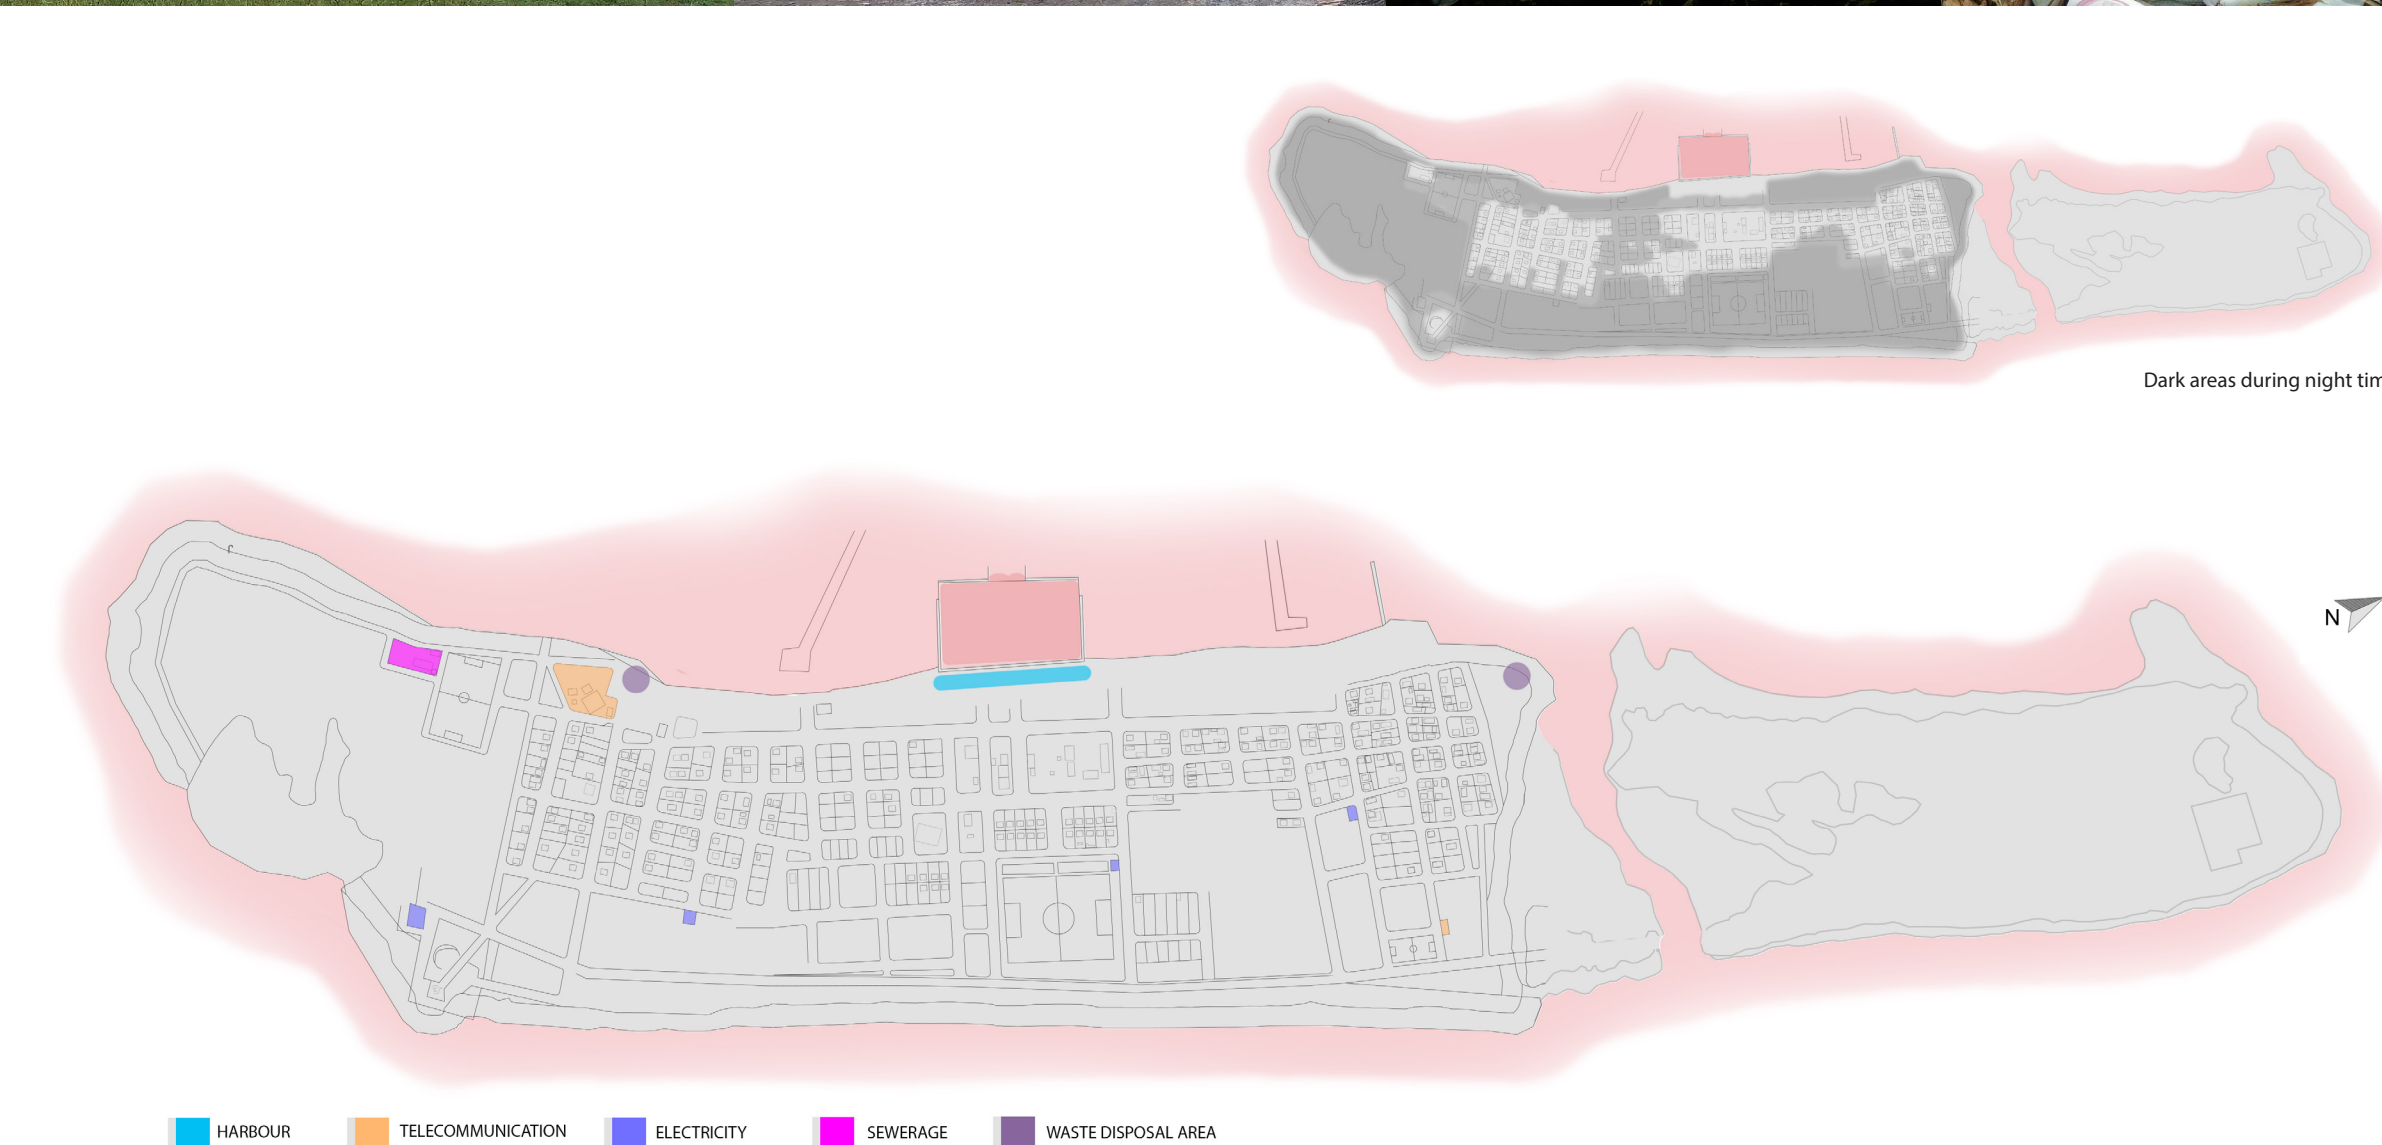 Dark areas during night tim
N
HARBOUR
TELECOMMUNICATION
ELECTRICITY
SEWERAGE
WASTE DISPOSAL AREA